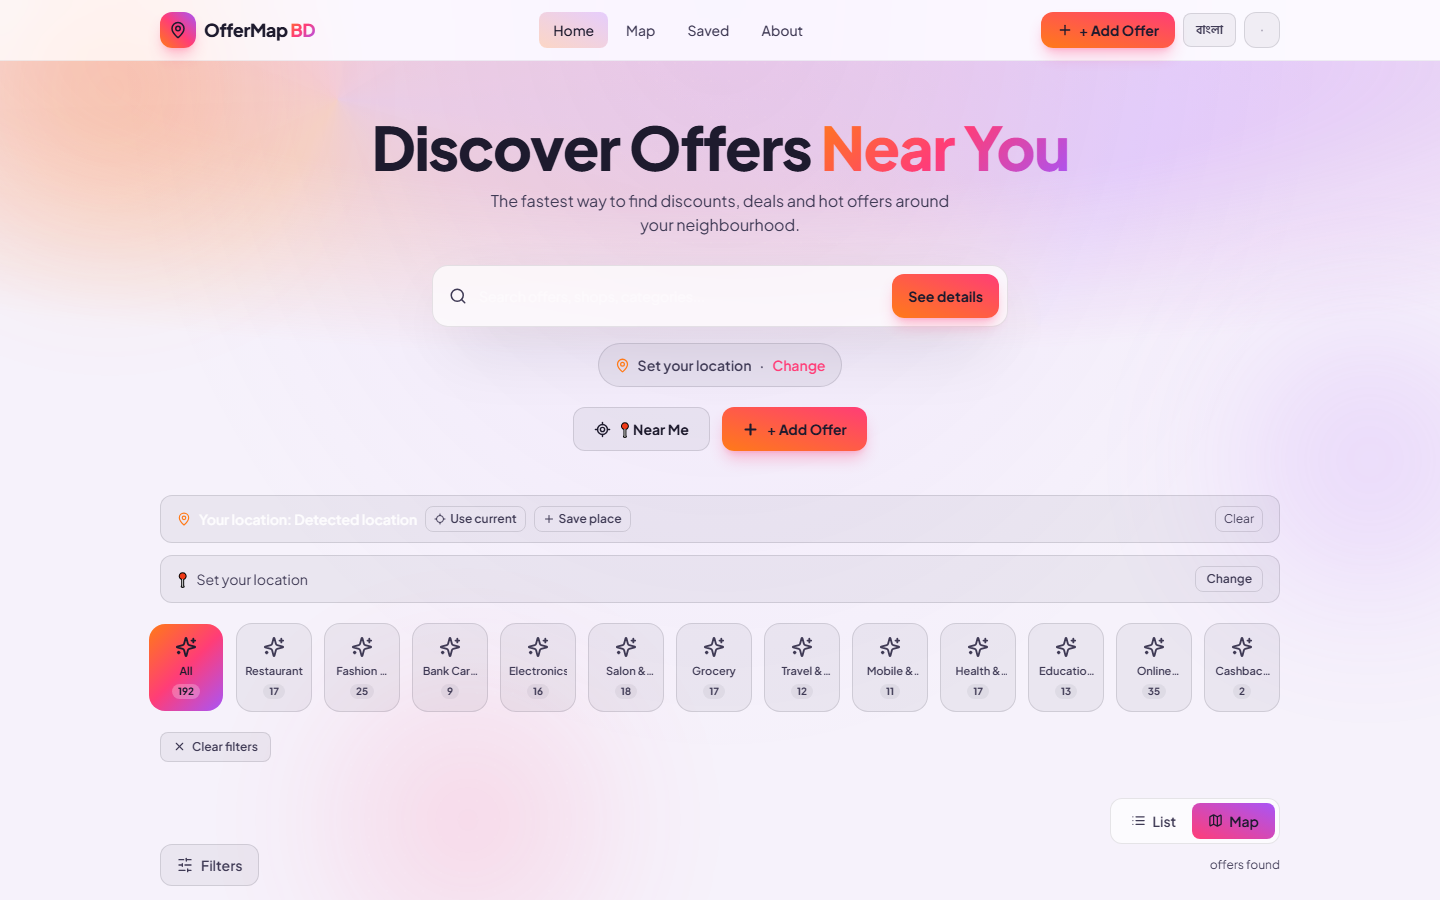 OfferMap BD
Home
Map
Saved
About
+ Add Offer
বাংলা
Discover Offers Near You
The fastest way to find discounts, deals and hot offers around
your neighbourhood.
See details
Set your location · Change
Near Me
+ Add Offer
Your location: Detected location
Use current
Save place
Clear
Set your location
Change
All
192
Restaurant
17
Fashion ...
25
Bank Car...
9
Electronics
16
Salon &...
18
Grocery
17
Travel &...
12
Mobile &..
11
Health &...
17
Educatio...
13
Online...
35
Cashbac...
2
Clear filters
List
Map
Filters
offers found